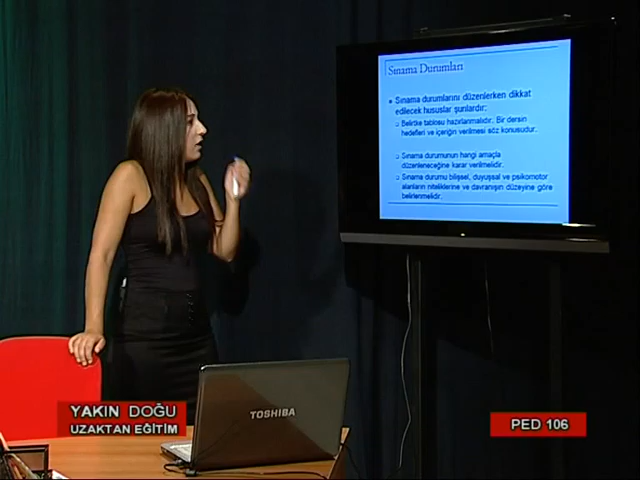 Sınama Durumları
Sınama durumlarını düzenlerken dikkat
edilecek hususlar şunlardır:
Belirtke tablosu hazırlanmalıdır. Bir dersin
hedefleri ve içeriğin verilmesi söz konusudur.
Sınama durumunun hangi amaçla
düzenleneceğine karar verilmelidir.
Sınama durumu bilişsel, duyuşsal ve psikomotor
alanların niteliklerine ve davranışın düzeyine göre
belirlenmelidir.
YAKIN DOĞU
UZAKTAN EĞİTİM
TOSHIBA
PED 106